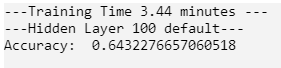 ---Training Time 3.44 minutes ---
---Hidden Layer 100 default---
Accuracy:  0.6432276657060518